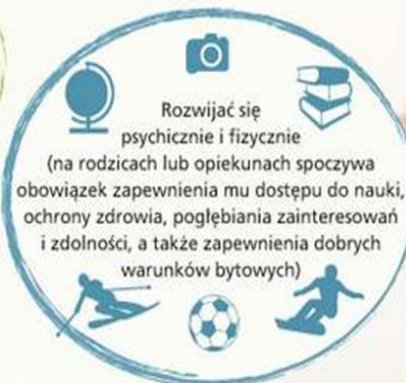 Rozwijać się
psychicznie i fizycznie
(na rodzicach lub opiekunach spoczywa
obowiązek zapewnienia mu dostępu do nauki,
ochrony zdrowia, pogłębiania zainteresowań
i zdolności, a także zapewnienia dobrych
warunków bytowych)